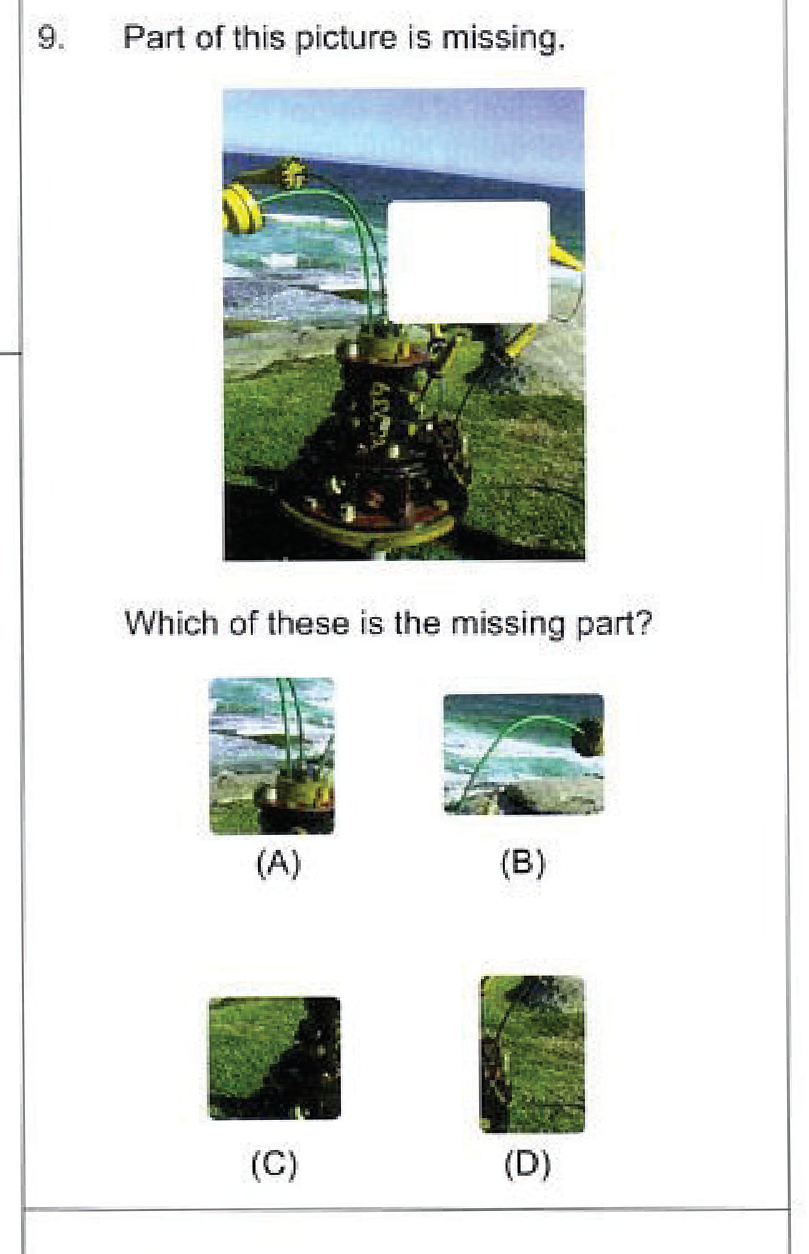 9. Part of this picture is missing.
Which of these is the missing part?
(A)
(B)
(C)
(D)